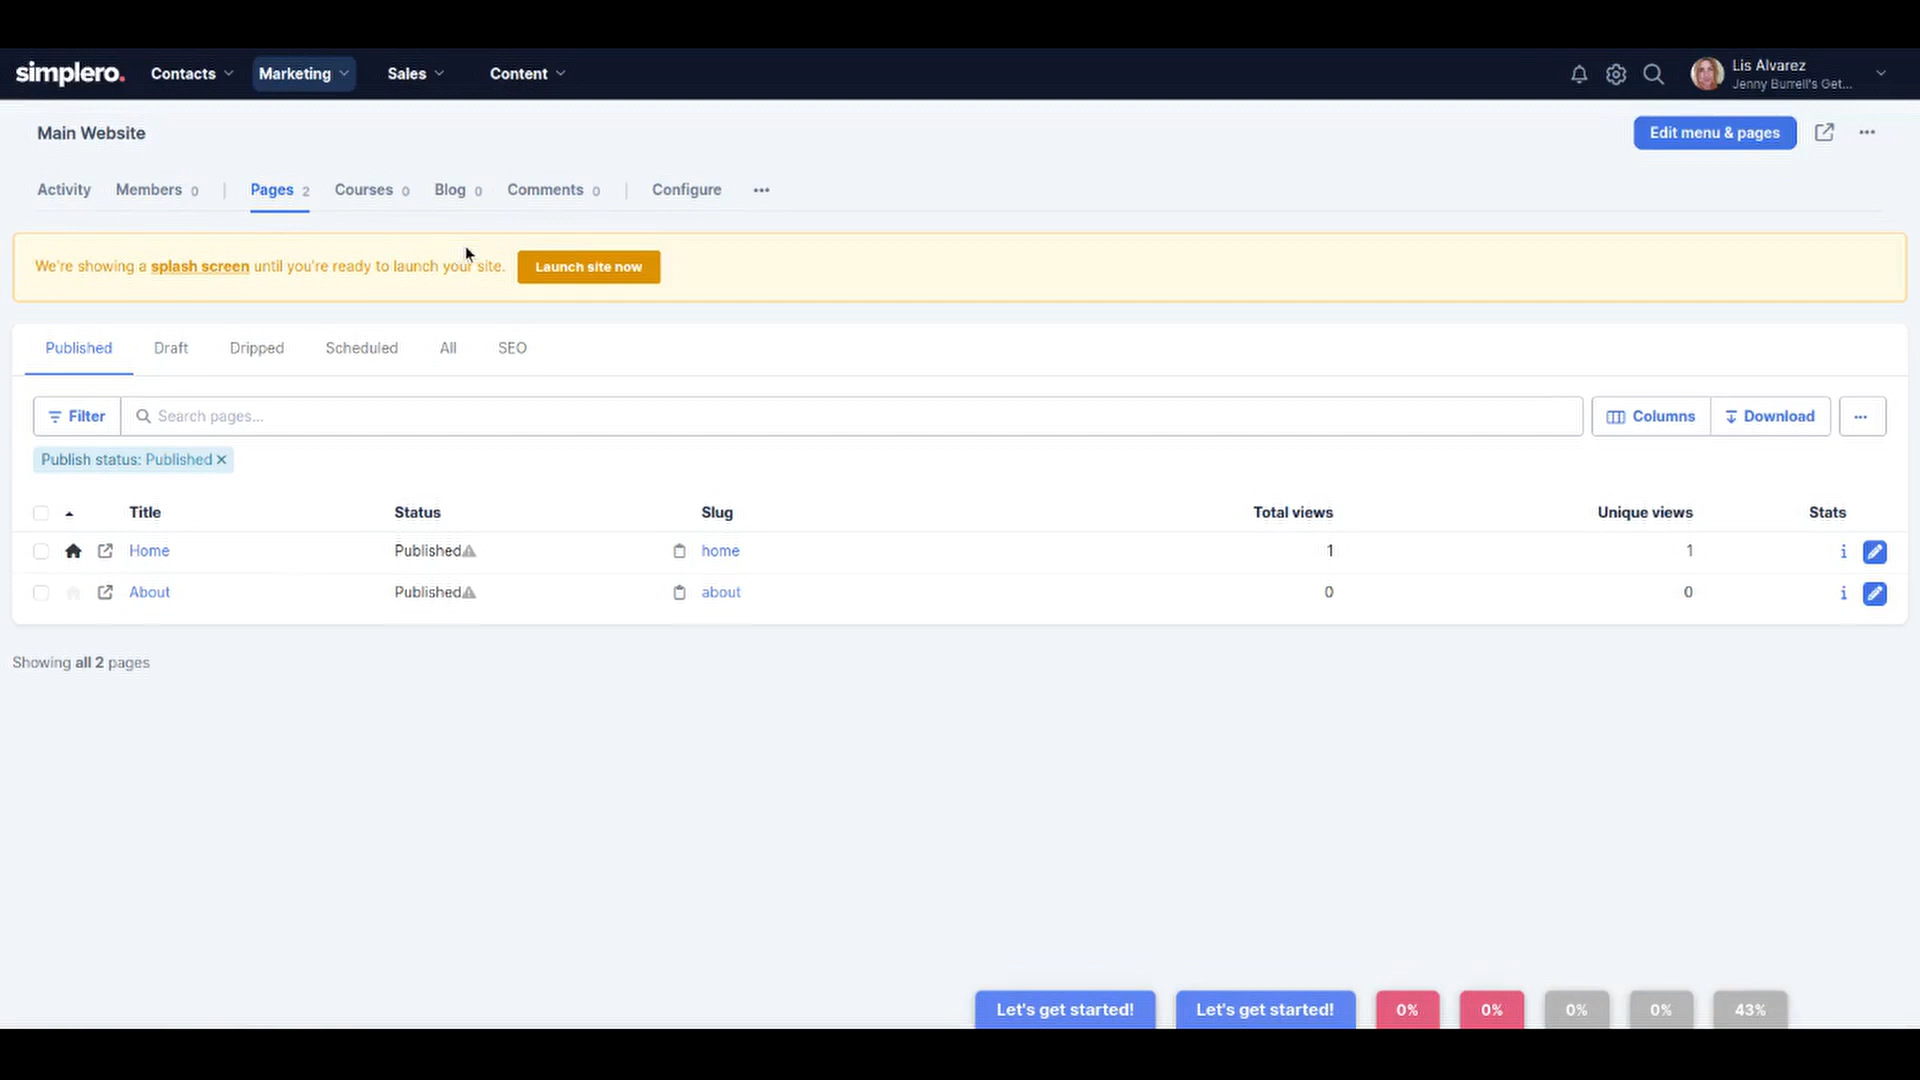 simplero. Contacts Marketing Sales Content Lis Alvarez
Jenny Burrell's Get...
Main Website Edit menu & pages
Activity Members 0 | Pages 2 Courses 0 Blog 0 Comments 0 | Configure
We're showing a splash screen until you're ready to launch your site. Launch site now
Published Draft Dripped Scheduled All SEO
Filter Search pages... Columns Download
Publish status: Published
Title Status Slug Total views Unique views Stats
Home Published home 1 1 i
About Published about 0 0 i
Showing all 2 pages
Let's get started! Let's get started! 0% 0% 0% 0% 43%